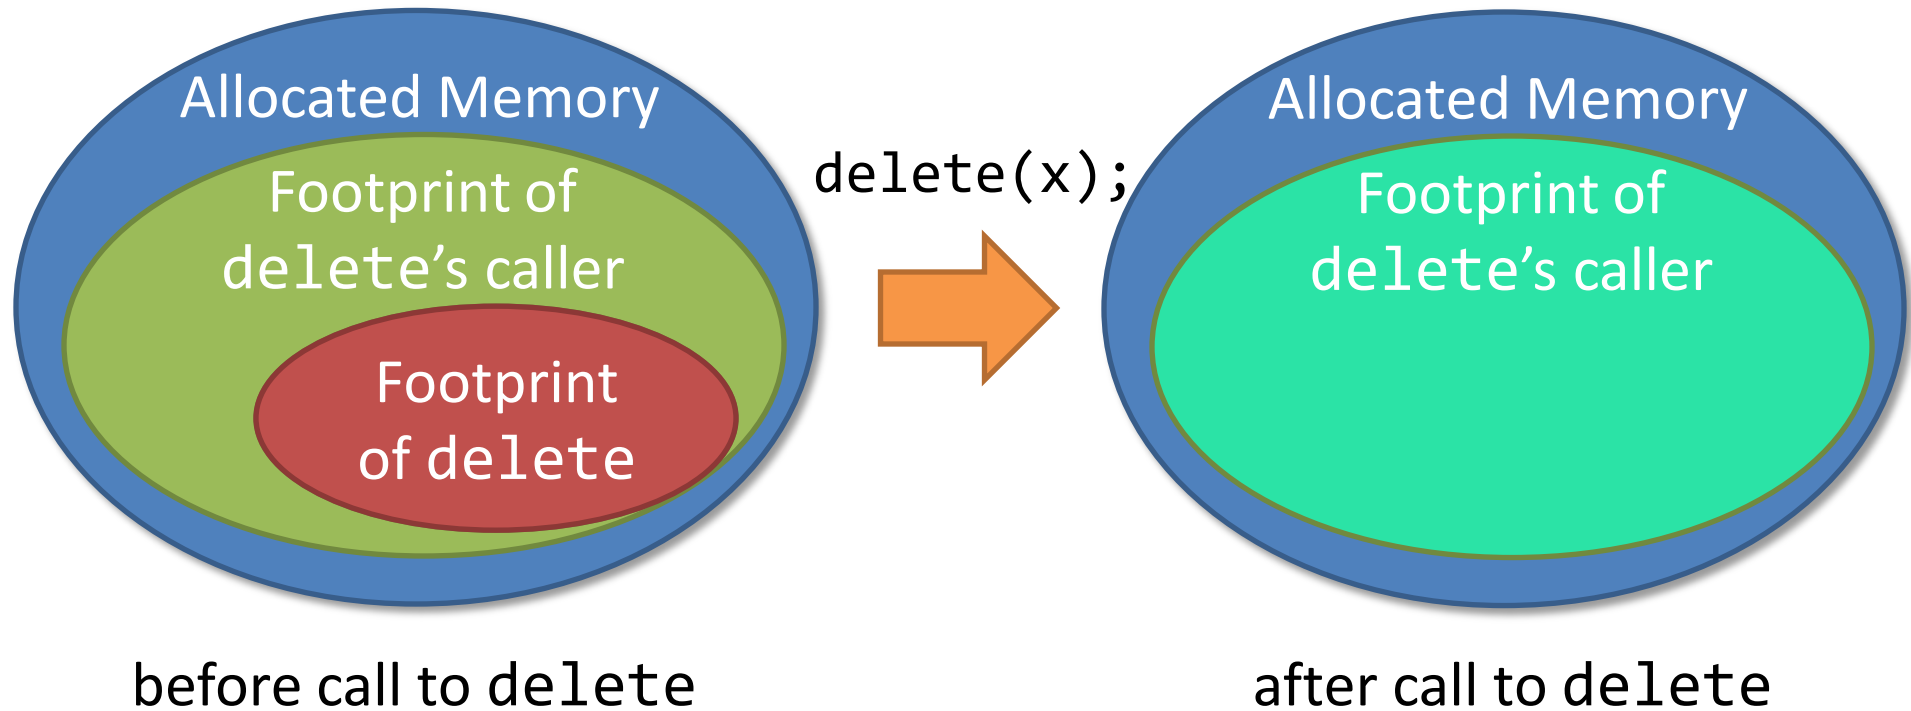 Allocated Memory
Footprint of
delete’s caller
Footprint
of delete
before call to delete
delete(x);
Allocated Memory
Footprint of
delete’s caller
after call to delete